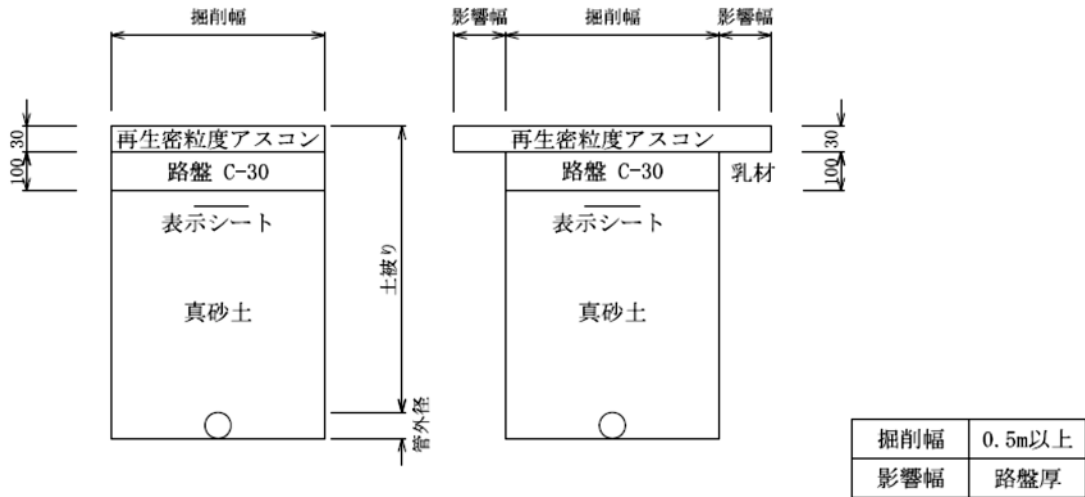 掘削幅
影響幅 掘削幅 影響幅
30
再生密粒度アスコン
再生密粒度アスコン
30
100
路盤 C-30
路盤 C-30
乳材
100
表示シート
表示シート
土被り
真砂土
真砂土
管外径
掘削幅 0.5m以上
影響幅 路盤厚